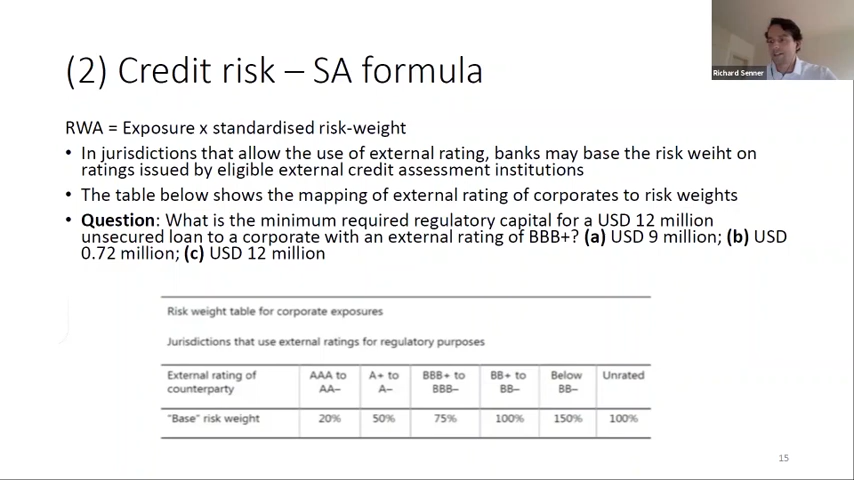 Richard Senner
(2) Credit risk – SA formula
RWA = Exposure x standardised risk-weight
• In jurisdictions that allow the use of external rating, banks may base the risk weiht on
ratings issued by eligible external credit assessment institutions
• The table below shows the mapping of external rating of corporates to risk weights
• Question: What is the minimum required regulatory capital for a USD 12 million
unsecured loan to a corporate with an external rating of BBB+? (a) USD 9 million; (b) USD
0.72 million; (c) USD 12 million
Risk weight table for corporate exposures
Jurisdictions that use external ratings for regulatory purposes
External rating of AAA to A+ to BBB+ to BB+ to Below Unrated
counterparty AA– A– BBB– BB– BB–
"Base" risk weight 20% 50% 75% 100% 150% 100%
15